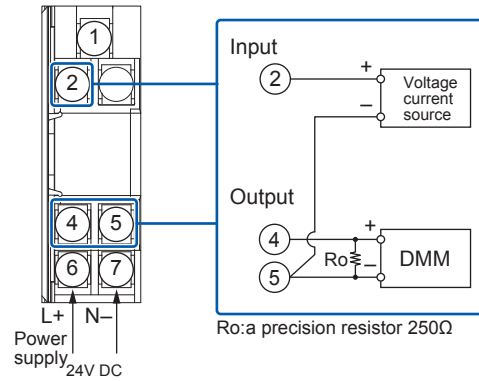 1
2
4
5
6
7
L+ N–
Power
supply
24V DC
Input
2
+
–
Voltage
current
source
Output
4
5
+
–
Ro
DMM
Ro:a precision resistor 250Ω